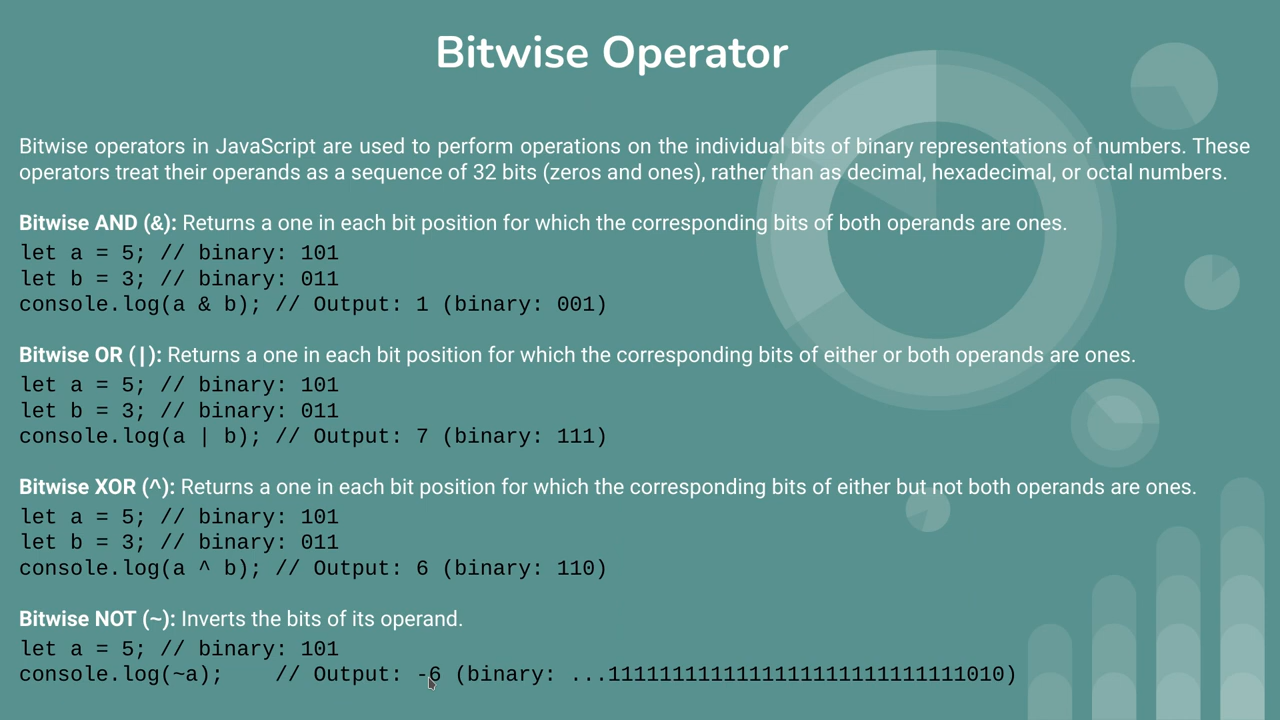 Bitwise Operator
Bitwise operators in JavaScript are used to perform operations on the individual bits of binary representations of numbers. These
operators treat their operands as a sequence of 32 bits (zeros and ones), rather than as decimal, hexadecimal, or octal numbers.
Bitwise AND (&): Returns a one in each bit position for which the corresponding bits of both operands are ones.
let a = 5; // binary: 101
let b = 3; // binary: 011
console.log(a & b); // Output: 1 (binary: 001)
Bitwise OR (|): Returns a one in each bit position for which the corresponding bits of either or both operands are ones.
let a = 5; // binary: 101
let b = 3; // binary: 011
console.log(a | b); // Output: 7 (binary: 111)
Bitwise XOR (^): Returns a one in each bit position for which the corresponding bits of either but not both operands are ones.
let a = 5; // binary: 101
let b = 3; // binary: 011
console.log(a ^ b); // Output: 6 (binary: 110)
Bitwise NOT (~): Inverts the bits of its operand.
let a = 5; // binary: 101
console.log(~a);    // Output: -6 (binary: ...1111111111111111111111111111010)